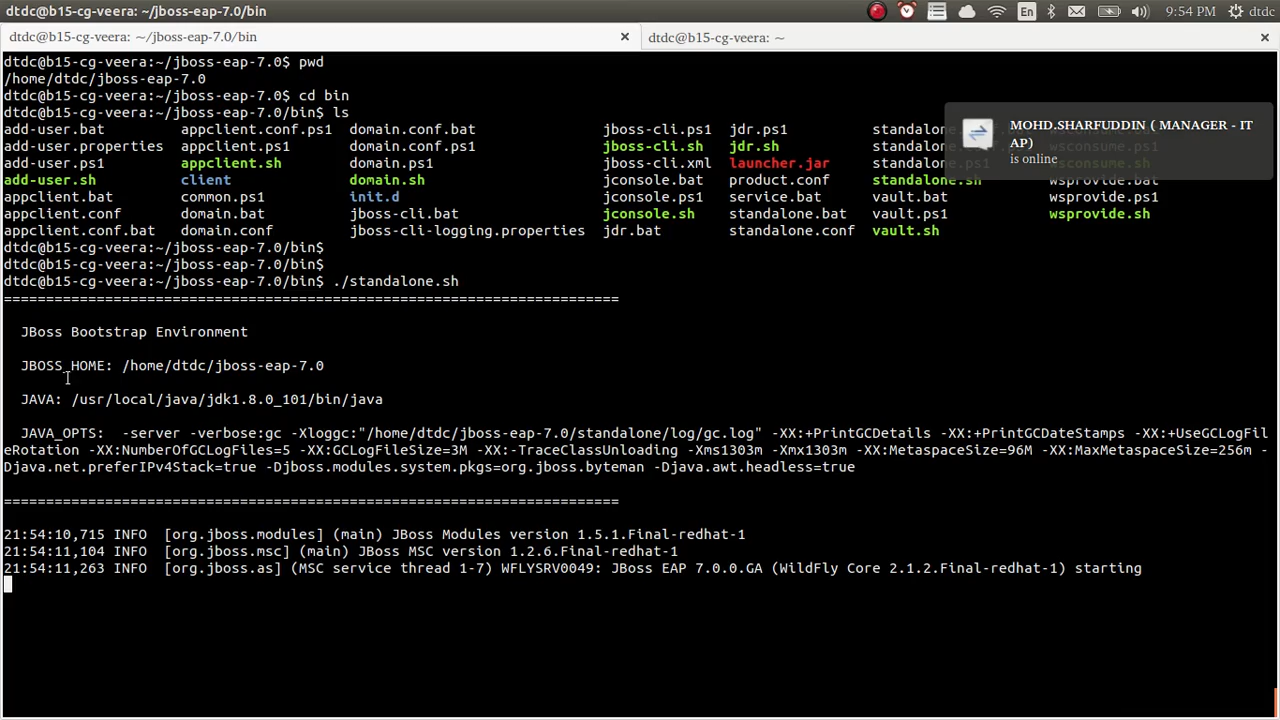 dtdc@b15-cg-veera: ~/jboss-eap-7.0/bin
En
9:54 PM
dtdc
dtdc@b15-cg-veera: ~/jboss-eap-7.0/bin
dtdc@b15-cg-veera: ~
dtdc@b15-cg-veera:~/jboss-eap-7.0$ pwd
/home/dtdc/jboss-eap-7.0
dtdc@b15-cg-veera:~/jboss-eap-7.0$ cd bin
dtdc@b15-cg-veera:~/jboss-eap-7.0/bin$ ls
add-user.bat appclient.conf.ps1 domain.conf.bat jboss-cli.ps1 jdr.ps1
add-user.properties appclient.ps1 domain.conf.ps1 jboss-cli.sh jdr.sh wsconsume.ps1
add-user.ps1 appclient.sh domain.ps1 jboss-cli.xml launcher.jar wsconsume.sh
add-user.sh client domain.sh jconsole.bat product.conf standalone.sh wsprovide.bat
appclient.bat common.ps1 init.d jconsole.ps1 service.bat vault.bat wsprovide.ps1
appclient.conf domain.bat jboss-cli.bat jconsole.sh standalone.bat vault.ps1 wsprovide.sh
appclient.conf.bat domain.conf jboss-cli-logging.properties jdr.bat standalone.conf vault.sh
MOHD.SHARFUDDIN ( MANAGER - IT
AP)
is online
dtdc@b15-cg-veera:~/jboss-eap-7.0/bin$
dtdc@b15-cg-veera:~/jboss-eap-7.0/bin$
dtdc@b15-cg-veera:~/jboss-eap-7.0/bin$ ./standalone.sh
=========================================================================
JBoss Bootstrap Environment
JBOSS_HOME: /home/dtdc/jboss-eap-7.0
JAVA: /usr/local/java/jdk1.8.0_101/bin/java
JAVA_OPTS: -server -verbose:gc -Xloggc:"/home/dtdc/jboss-eap-7.0/standalone/log/gc.log" -XX:+PrintGCDetails -XX:+PrintGCDateStamps -XX:+UseGCLogFil
eRotation -XX:NumberOfGCLogFiles=5 -XX:GCLogFileSize=3M -XX:-TraceClassUnloading -Xms1303m -Xmx1303m -XX:MetaspaceSize=96M -XX:MaxMetaspaceSize=256m -
Djava.net.preferIPv4Stack=true -Djboss.modules.system.pkgs=org.jboss.byteman -Djava.awt.headless=true
=========================================================================
21:54:10,715 INFO [org.jboss.modules] (main) JBoss Modules version 1.5.1.Final-redhat-1
21:54:11,104 INFO [org.jboss.msc] (main) JBoss MSC version 1.2.6.Final-redhat-1
21:54:11,263 INFO [org.jboss.as] (MSC service thread 1-7) WFLYSRV0049: JBoss EAP 7.0.0.GA (WildFly Core 2.1.2.Final-redhat-1) starting